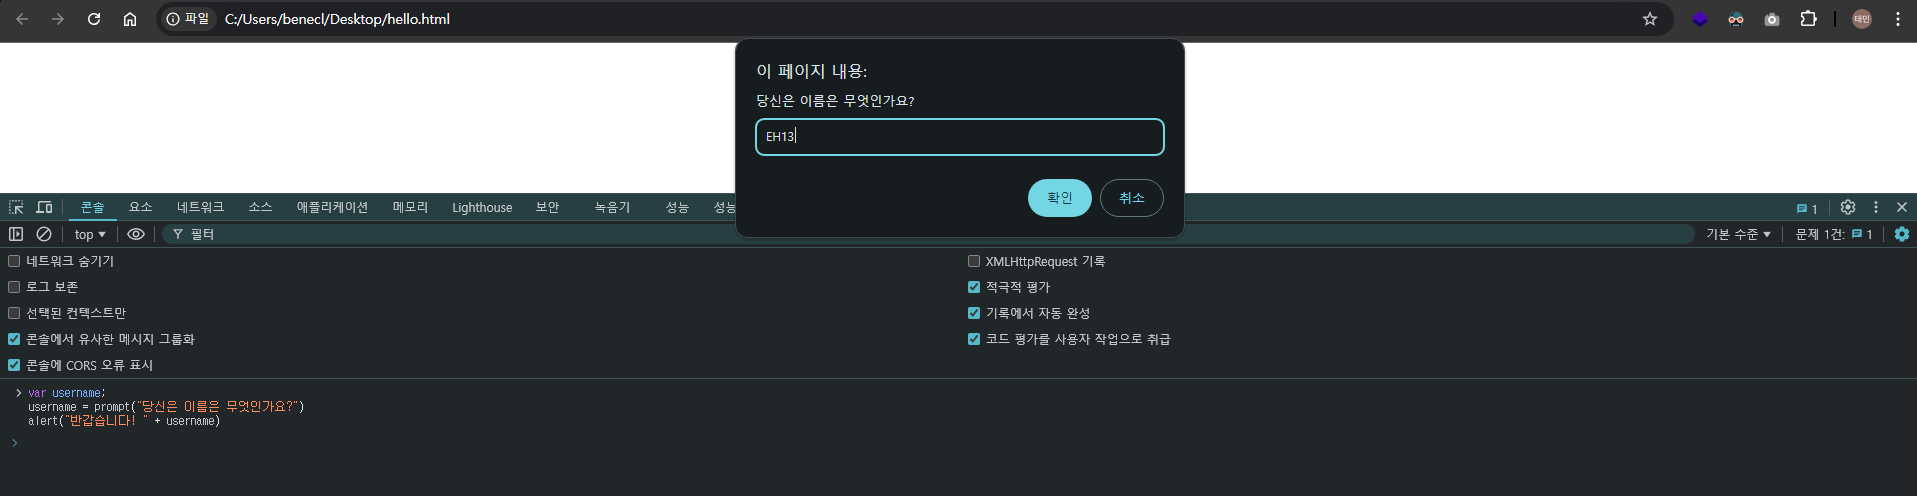 파일 C:/Users/benecl/Desktop/hello.html 태민
이 페이지 내용:
당신은 이름은 무엇인가요?
EH13
확인 취소
콘솔 요소 네트워크 소스 애플리케이션 메모리 Lighthouse 보안 녹음기 성능 성능 1
top 필터 기본 수준 문제 1건: 1
네트워크 숨기기 XMLHttpRequest 기록
로그 보존 적극적 평가
선택된 컨텍스트만 기록에서 자동 완성
콘솔에서 유사한 메시지 그룹화 코드 평가를 사용자 작업으로 취급
콘솔에 CORS 오류 표시
> var username;
username = prompt("당신은 이름은 무엇인가요?")
alert("반갑습니다! " + username)
>